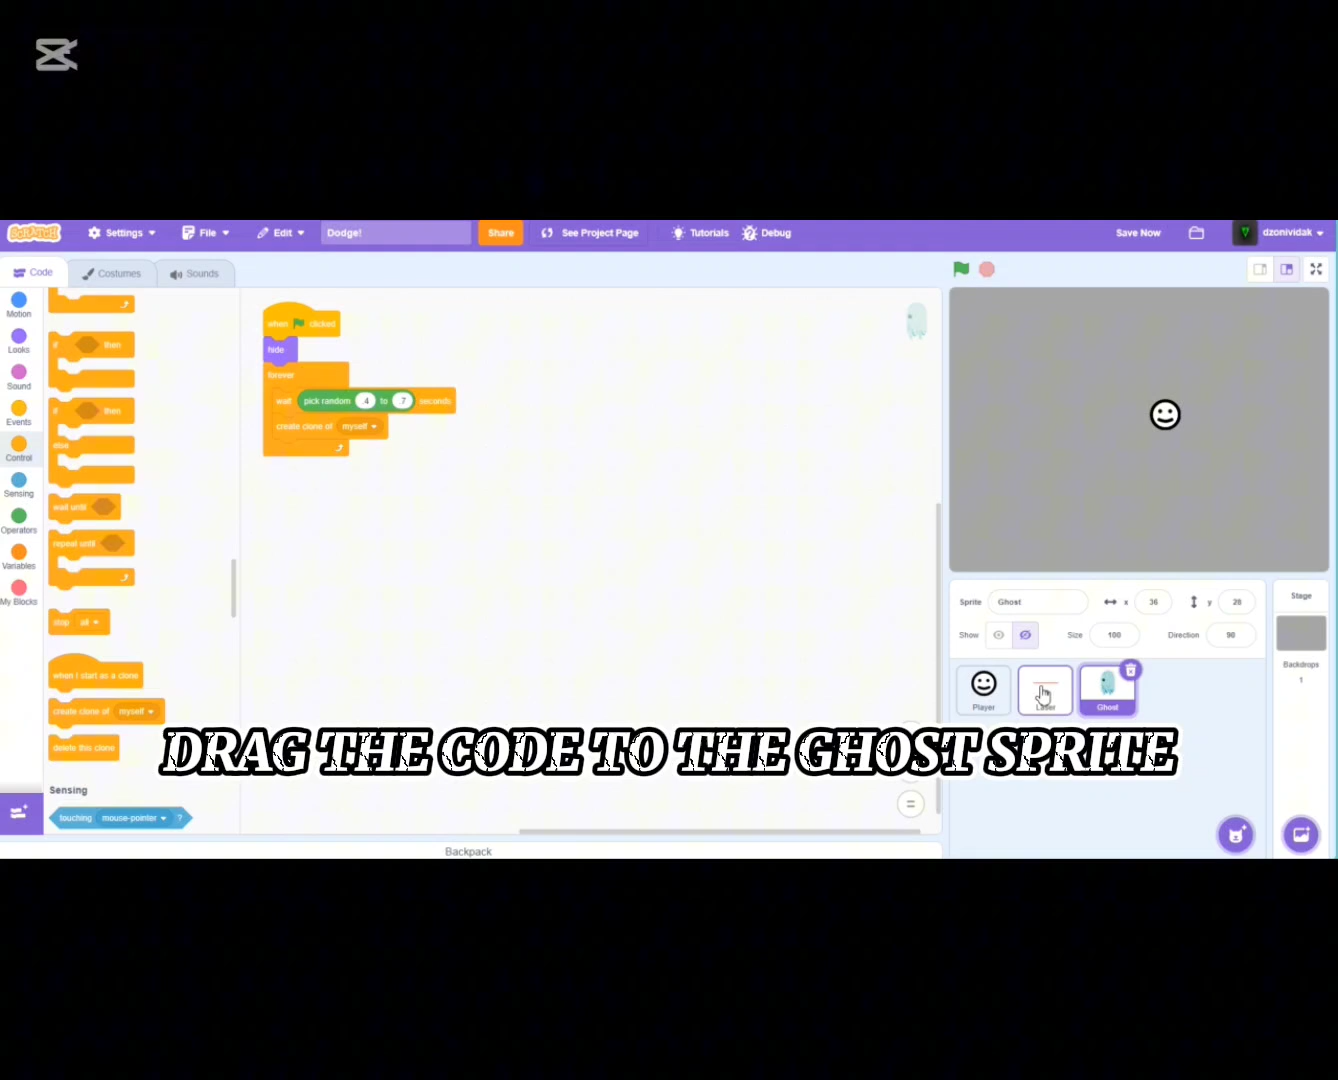 SCRATCH Settings File Edit Dodge! Share See Project Page Tutorials Debug Save Now dzonividak
Code Costumes Sounds
Motion
Looks
Sound
Events
Control
Sensing
Operators
Variables
My Blocks
if then
if then
else
wait until
repeat until
stop all
when I start as a clone
create clone of myself
delete this clone
Sensing
touching mouse-pointer ?
when clicked
hide
forever
wait pick random .4 to .7 seconds
create clone of myself
Sprite Ghost x 36 y 28
Show Size 100 Direction 90
Player Laser Ghost
Stage
Backdrops
1
DRAG THE CODE TO THE GHOST SPRITE
Backpack